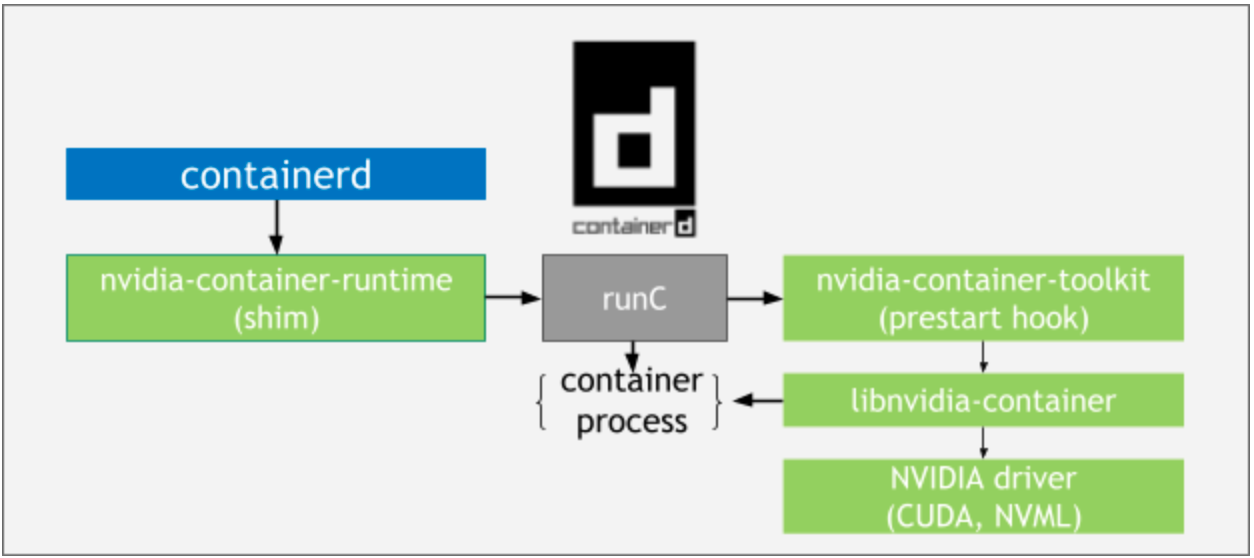 containerd
container d
nvidia-container-runtime
(shim)
runC
nvidia-container-toolkit
(prestart hook)
container
process
libnvidia-container
NVIDIA driver
(CUDA, NVML)